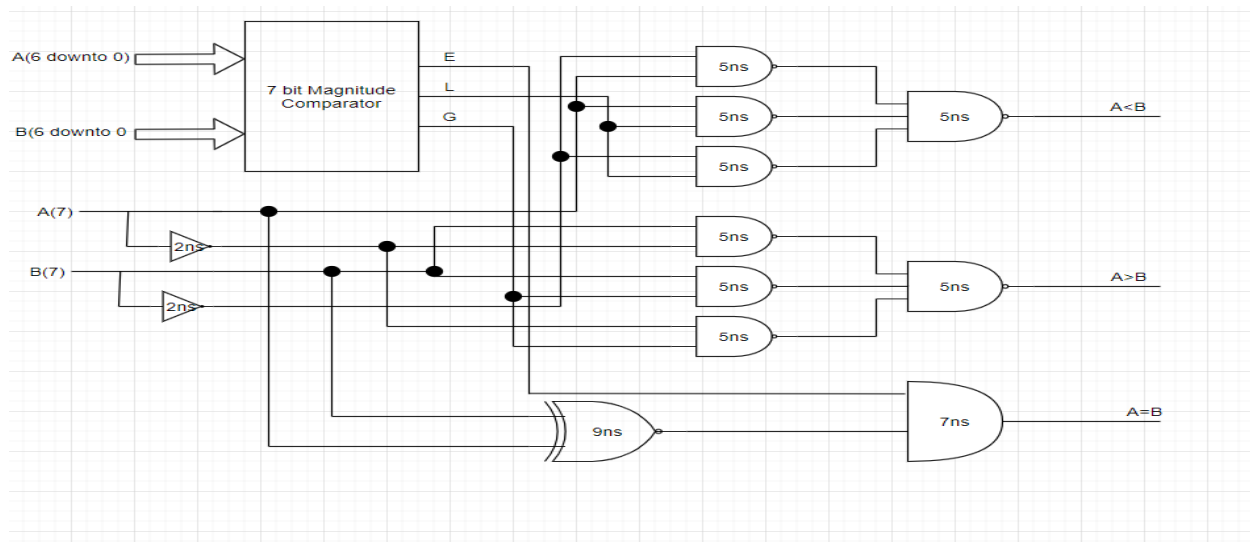 A(6 downto 0)
B(6 downto 0
7 bit Magnitude
Comparator
E
L
G
A(7)
2ns
B(7)
2ns
5ns
5ns
5ns
5ns
A<B
5ns
5ns
5ns
5ns
A>B
9ns
7ns
A=B